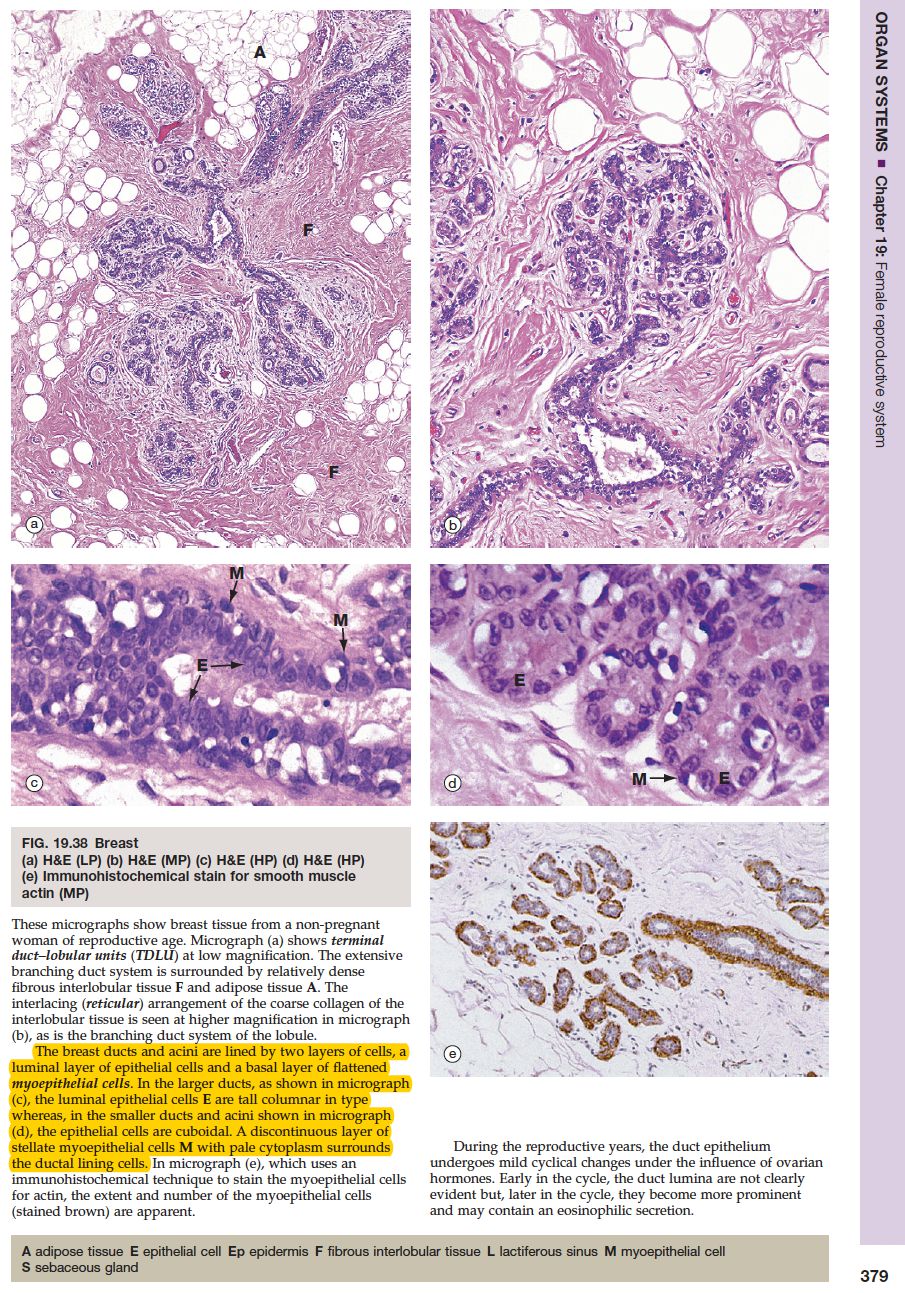 A
F
F
a
b
M
M
E
c
E
M
E
d
FIG. 19.38 Breast
(a) H&E (LP) (b) H&E (MP) (c) H&E (HP) (d) H&E (HP)
(e) Immunohistochemical stain for smooth muscle
actin (MP)
These micrographs show breast tissue from a non-pregnant
woman of reproductive age. Micrograph (a) shows terminal
duct–lobular units (TDLU) at low magnification. The extensive
branching duct system is surrounded by relatively dense
fibrous interlobular tissue F and adipose tissue A. The
interlacing (reticular) arrangement of the coarse collagen of the
interlobular tissue is seen at higher magnification in micrograph
(b), as is the branching duct system of the lobule.
The breast ducts and acini are lined by two layers of cells, a
luminal layer of epithelial cells and a basal layer of flattened
myoepithelial cells. In the larger ducts, as shown in micrograph
(c), the luminal epithelial cells E are tall columnar in type
whereas, in the smaller ducts and acini shown in micrograph
(d), the epithelial cells are cuboidal. A discontinuous layer of
stellate myoepithelial cells M with pale cytoplasm surrounds
the ductal lining cells. In micrograph (e), which uses an
immunohistochemical technique to stain the myoepithelial cells
for actin, the extent and number of the myoepithelial cells
(stained brown) are apparent.
e
During the reproductive years, the duct epithelium
undergoes mild cyclical changes under the influence of ovarian
hormones. Early in the cycle, the duct lumina are not clearly
evident but, later in the cycle, they become more prominent
and may contain an eosinophilic secretion.
A adipose tissue E epithelial cell Ep epidermis F fibrous interlobular tissue L lactiferous sinus M myoepithelial cell
S sebaceous gland
ORGAN SYSTEMS ■ Chapter 19: Female reproductive system
379